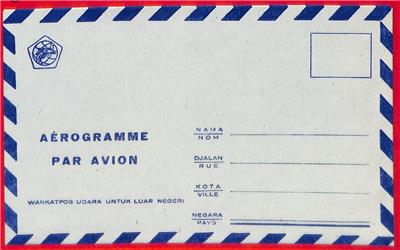 AÉROGRAMME
PAR AVION
WARKATPOS UDARA UNTUK LUAR NEGERI
NAMA
NOM
DJALAN
RUE
KOTA
VILLE
NEGARA
PAYS